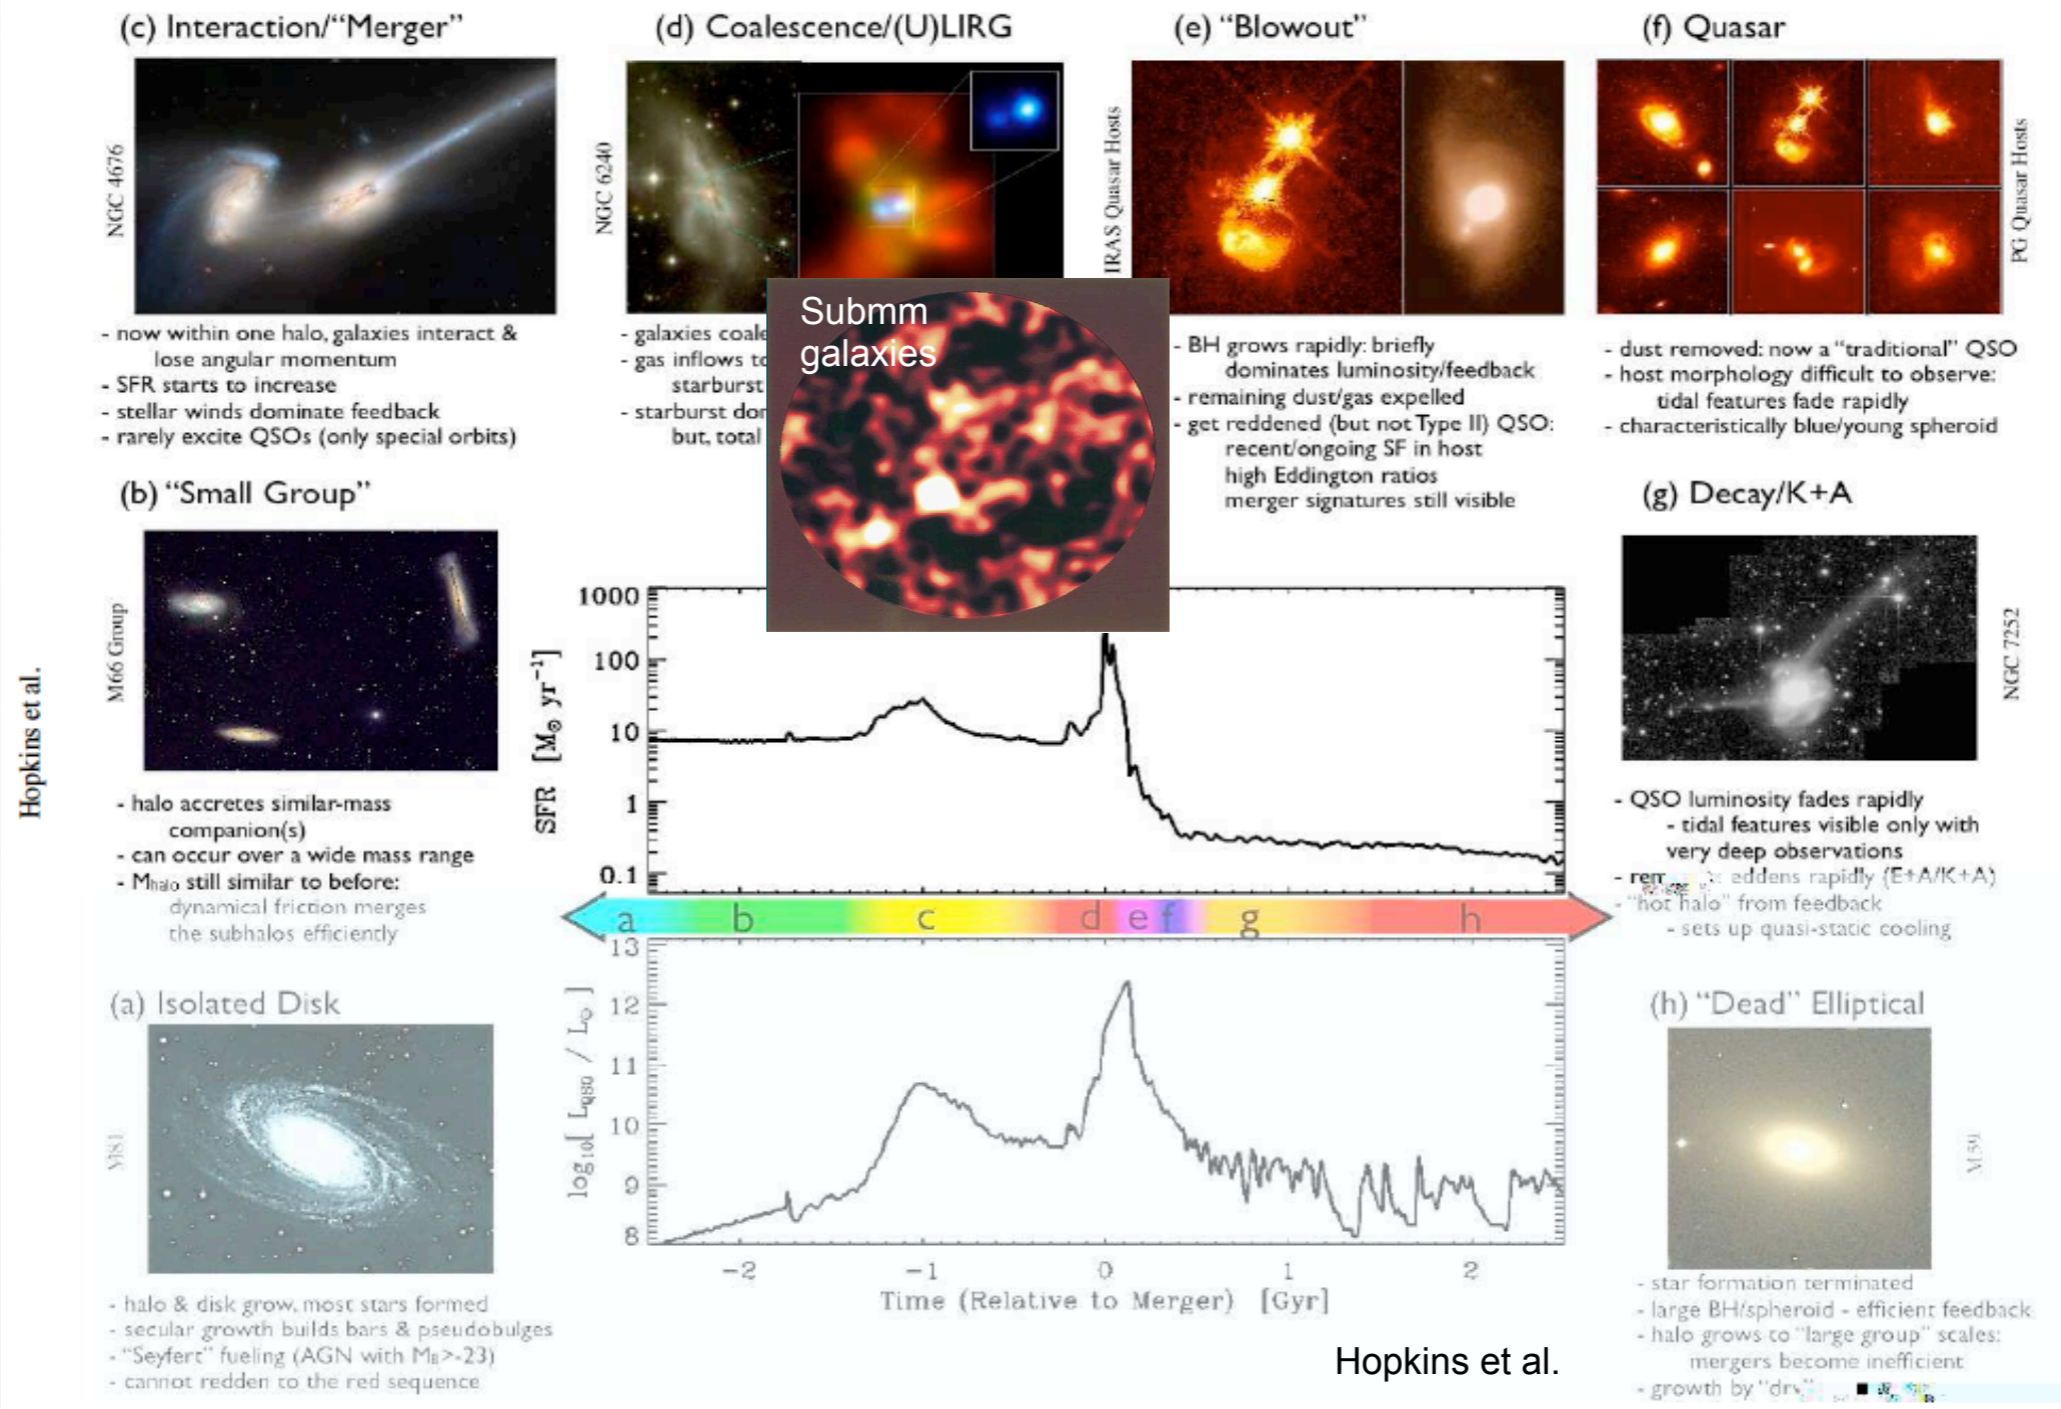 (c) Interaction/“Merger”
NGC 4676
- now within one halo, galaxies interact &
lose angular momentum
- SFR starts to increase
- stellar winds dominate feedback
- rarely excite QSOs (only special orbits)
(d) Coalescence/(U)LIRG
NGC 6240
- galaxies
- gas inflows
starburst
- starburst
but, total
Submm
galaxies
(e) “Blowout”
IRAS Quasar Hosts
- BH grows rapidly: briefly
dominates luminosity/feedback
- remaining dust/gas expelled
- get reddened (but not Type II) QSO:
recent/ongoing SF in host
high Eddington ratios
merger signatures still visible
(f) Quasar
PG Quasar Hosts
- dust removed: now a “traditional” QSO
- host morphology difficult to observe:
tidal features fade rapidly
- characteristically blue/young spheroid
(b) “Small Group”
M66 Group
- halo accretes similar-mass
companion(s)
- can occur over a wide mass range
- Mhalo still similar to before:
dynamical friction merges
the subhalos efficiently
(g) Decay/K+A
NGC 7252
- QSO luminosity fades rapidly
- tidal features visible only with
very deep observations
- eddens rapidly (E+A/K+A)
- “hot halo” from feedback
- sets up quasi-static cooling
Hopkins et al.
(a) Isolated Disk
M81
- halo & disk grow, most stars formed
- secular growth builds bars & pseudobulges
- “Seyfert” fueling (AGN with MB>-23)
- cannot redden to the red sequence
1000
100
10
1
0.1
SFR [M⊙ yr⁻¹]
a b c d e f g h
13
12
11
10
9
8
log₁₀[ LQSO / L⊙ ]
-2 -1 0 1 2
Time (Relative to Merger) [Gyr]
(h) “Dead” Elliptical
M59
- star formation terminated
- large BH/spheroid - efficient feedback
- halo grows to “large group” scales:
mergers become inefficient
- growth by “dry”
Hopkins et al.